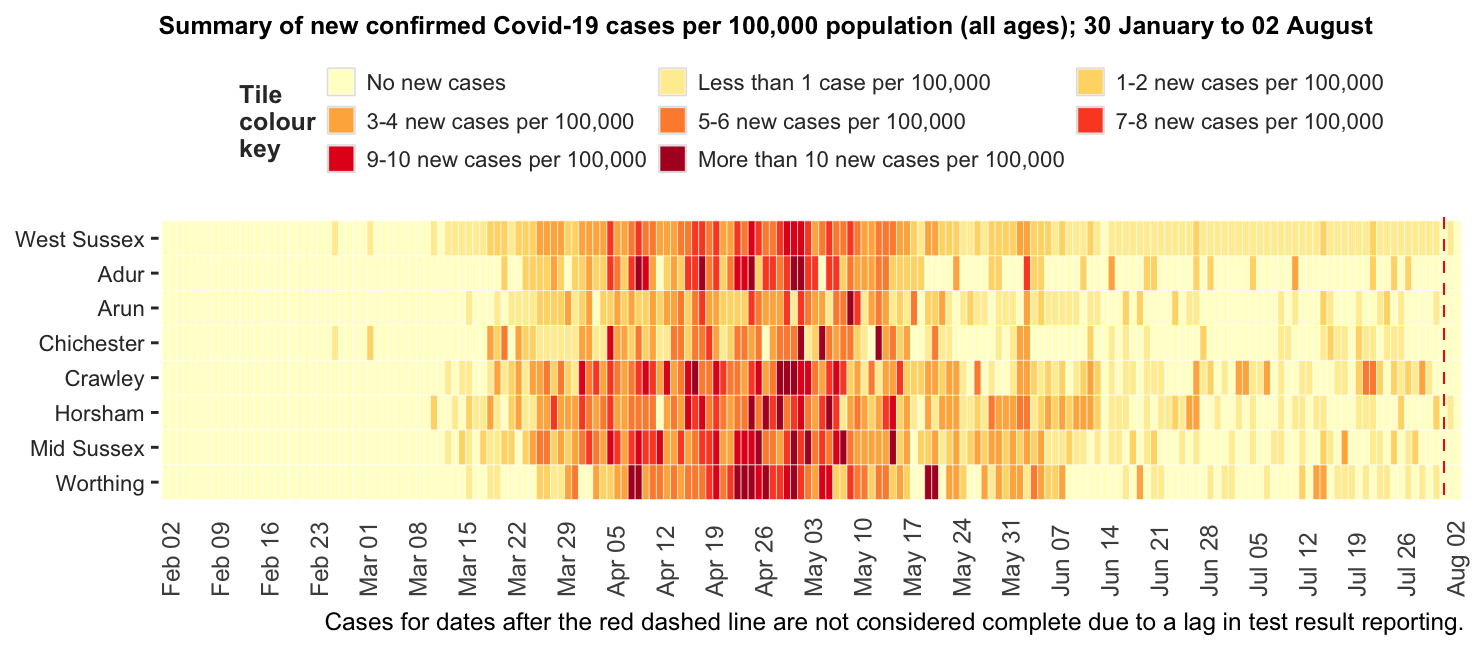 Summary of new confirmed Covid-19 cases per 100,000 population (all ages); 30 January to 02 August
Tile
colour
key
No new cases
Less than 1 case per 100,000
1-2 new cases per 100,000
3-4 new cases per 100,000
5-6 new cases per 100,000
7-8 new cases per 100,000
9-10 new cases per 100,000
More than 10 new cases per 100,000
West Sussex
Adur
Arun
Chichester
Crawley
Horsham
Mid Sussex
Worthing
Feb 02
Feb 09
Feb 16
Feb 23
Mar 01
Mar 08
Mar 15
Mar 22
Mar 29
Apr 05
Apr 12
Apr 19
Apr 26
May 03
May 10
May 17
May 24
May 31
Jun 07
Jun 14
Jun 21
Jun 28
Jul 05
Jul 12
Jul 19
Jul 26
Aug 02
Cases for dates after the red dashed line are not considered complete due to a lag in test result reporting.